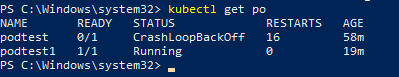 PS C:\Windows\system32> kubectl get po
NAME READY STATUS RESTARTS AGE
podtest 0/1 CrashLoopBackOff 16 58m
podtest1 1/1 Running 0 19m
PS C:\Windows\system32>